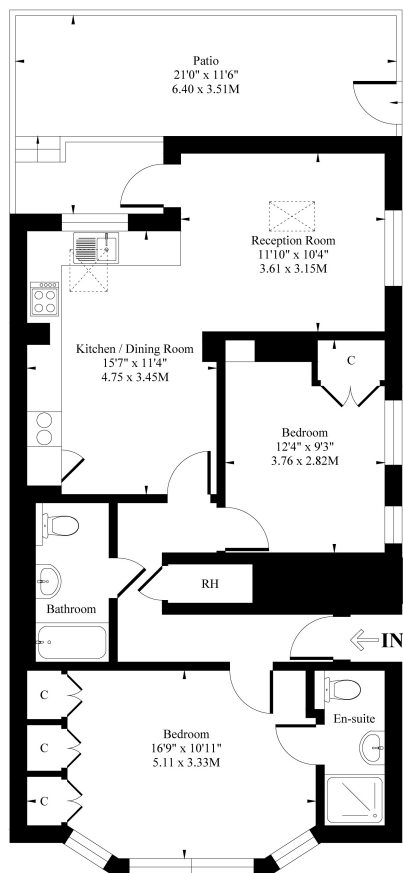 Patio
21'0" x 11'6"
6.40 x 3.51M
Reception Room
11'10" x 10'4"
3.61 x 3.15M
Kitchen / Dining Room
15'7" x 11'4"
4.75 x 3.45M
C
Bedroom
12'4" x 9'3"
3.76 x 2.82M
RH
Bathroom
IN
C
En-suite
Bedroom
16'9" x 10'11"
5.11 x 3.33M
C
C